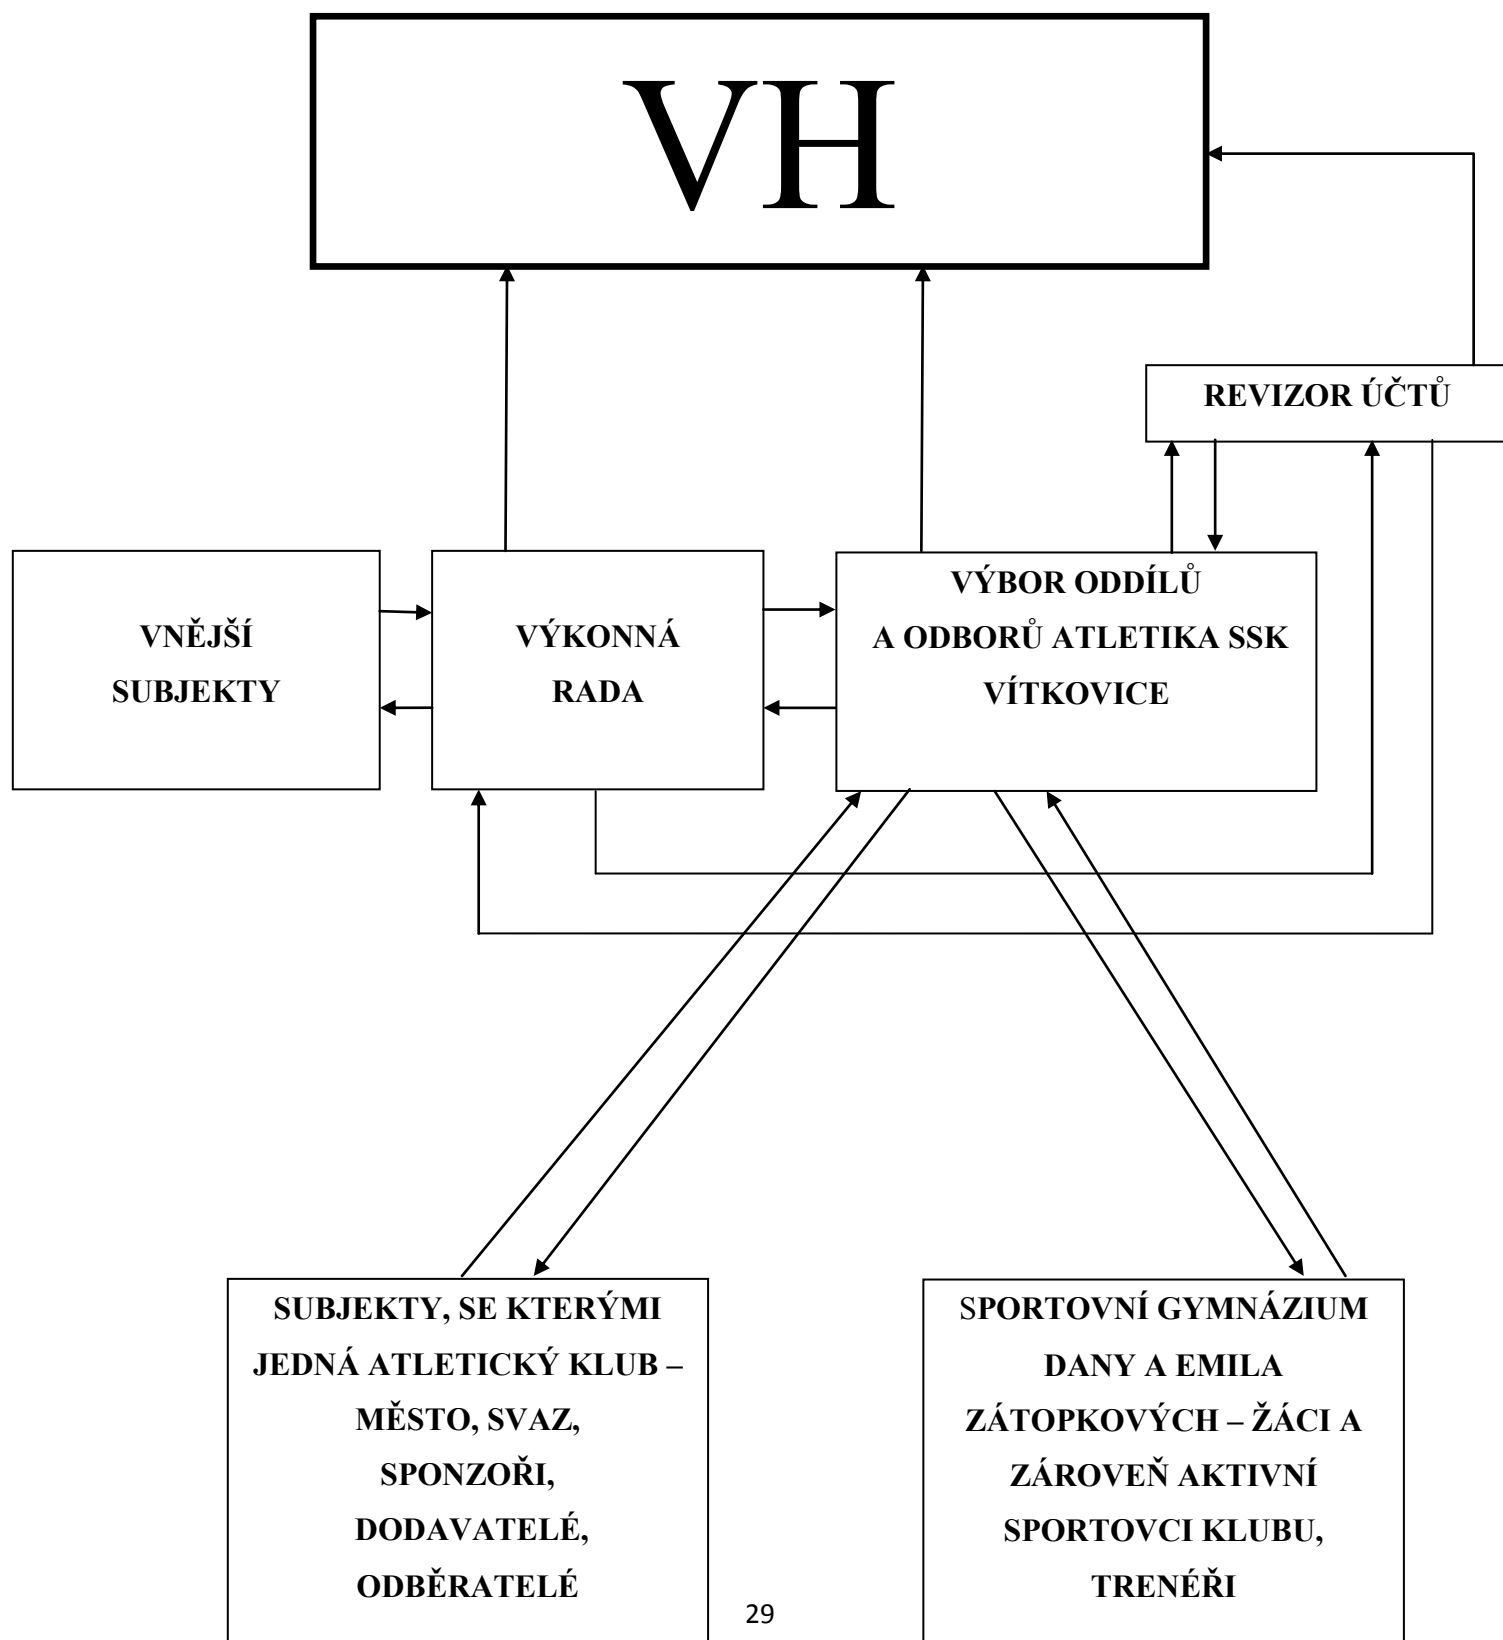 VH
REVIZOR ÚČTŮ
VNĚJŠÍ
SUBJEKTY
VÝKONNÁ
RADA
VÝBOR ODDÍLŮ
A ODBORŮ ATLETIKA SSK
VÍTKOVICE
SUBJEKTY, SE KTERÝMI
JEDNÁ ATLETICKÝ KLUB –
MĚSTO, SVAZ,
SPONZOŘI,
DODAVATELÉ,
ODBĚRATELÉ
SPORTOVNÍ GYMNÁZIUM
DANY A EMILA
ZÁTOPKOVÝCH – ŽÁCI A
ZÁROVEŇ AKTIVNÍ
SPORTOVCI KLUBU,
TRENÉŘI
29